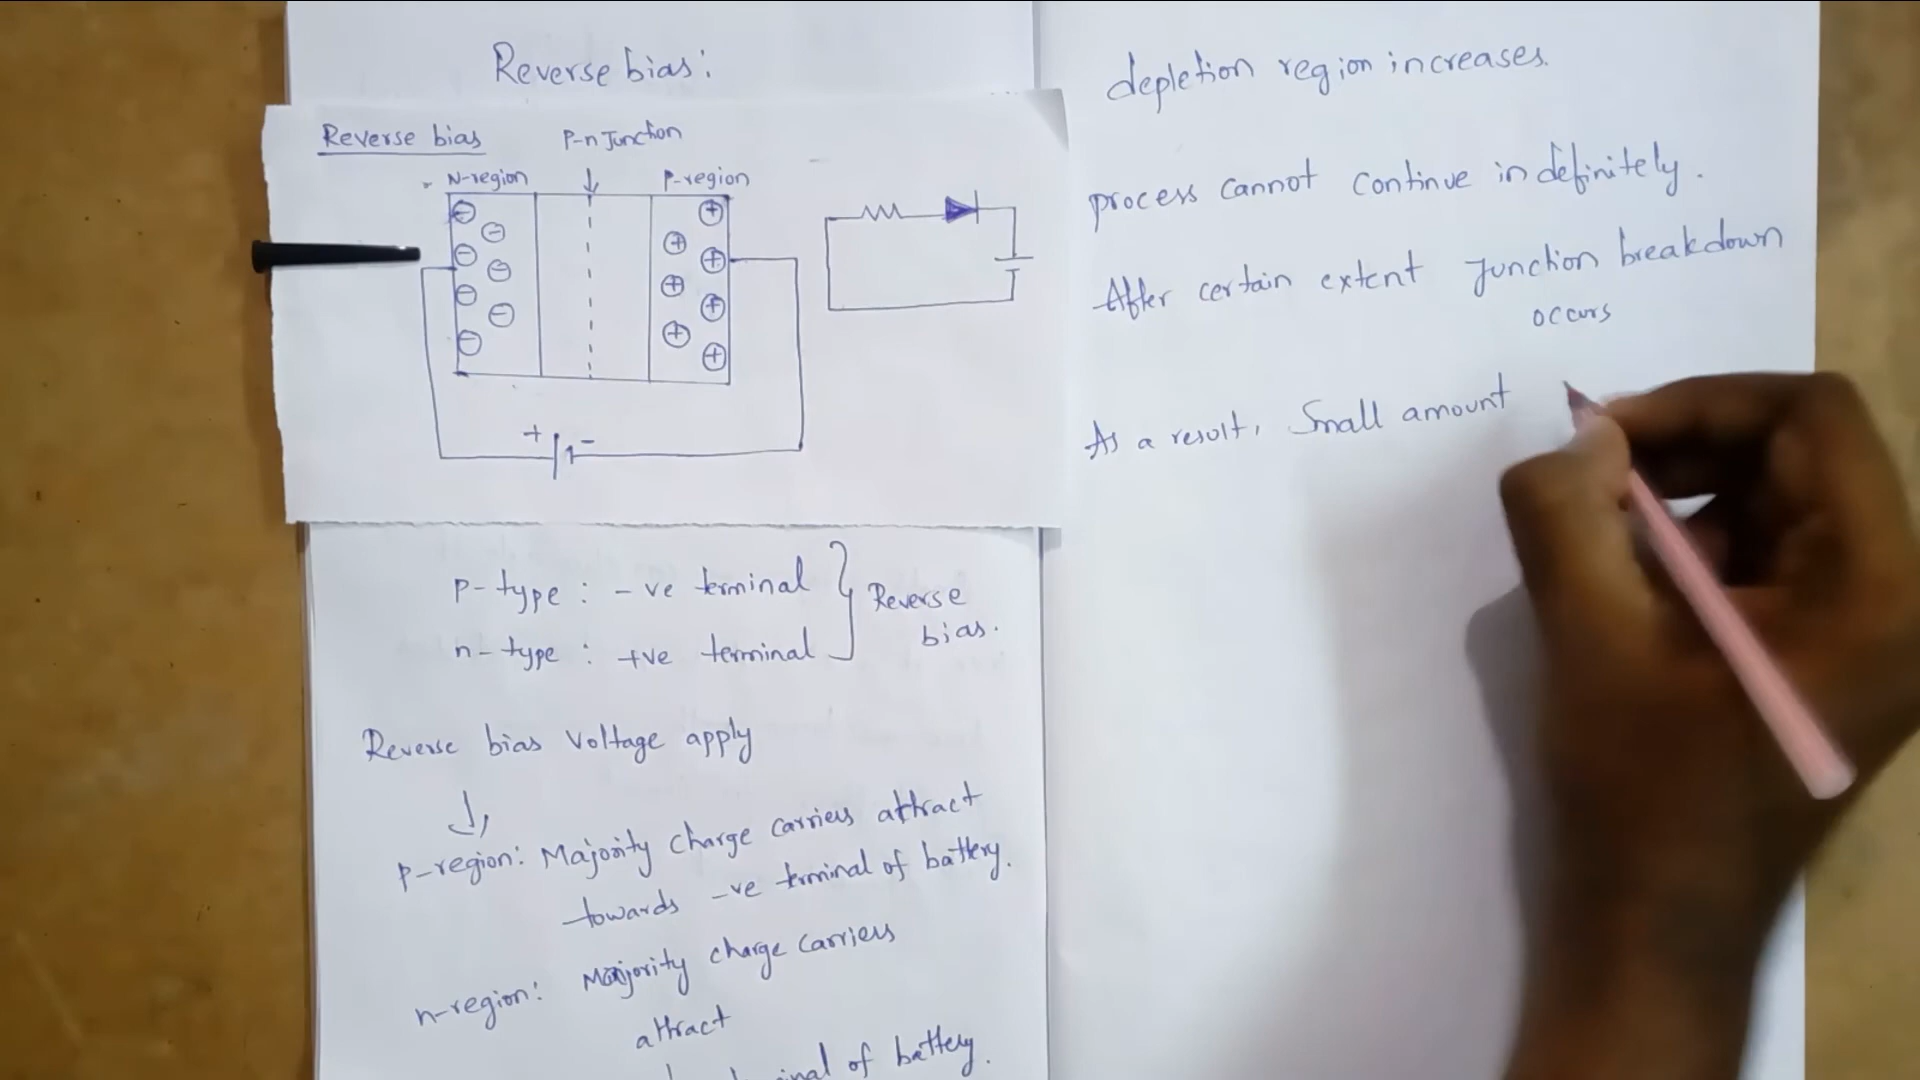 Reverse bias:
Reverse bias
P-n Junction
N-region
P-region
+ -
p-type : -ve terminal
n-type : +ve terminal
Reverse
bias.
Reverse bias Voltage apply
p-region: Majority charge carriers attract
towards -ve terminal of battery.
n-region: Majority charge carriers
attract
of battery.
depletion region increases.
process cannot continue indefinitely.
After certain extent Junction breakdown
occurs
As a result, Small amount